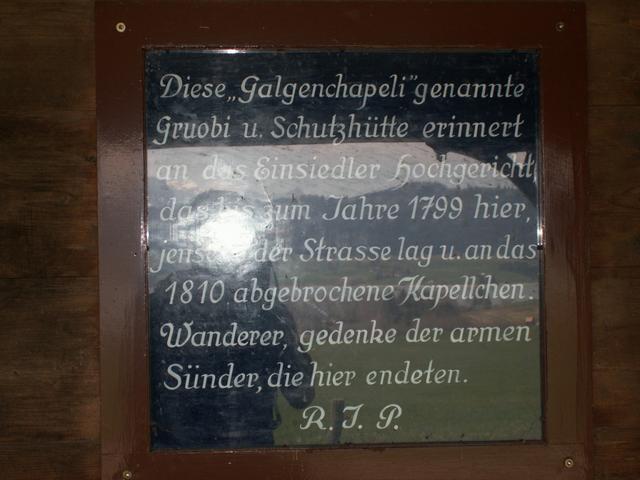 Diese „Galgenchapeli" genannte
Gruobi u. Schutzhütte erinnert
an das Einsiedler Hochgericht,
das bis zum Jahre 1799 hier,
jenseits der Strasse lag u. an das
1810 abgebrochene Kapellchen.
Wanderer, gedenke der armen
Sünder, die hier endeten.
R. I. P.